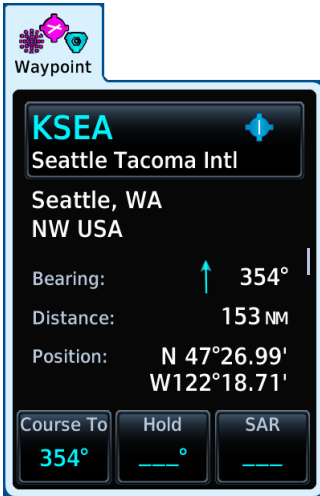 Waypoint
KSEA
Seattle Tacoma Intl
Seattle, WA
NW USA
Bearing: 354°
Distance: 153 NM
Position: N 47°26.99'
W122°18.71'
Course To Hold SAR
354° ___° ___